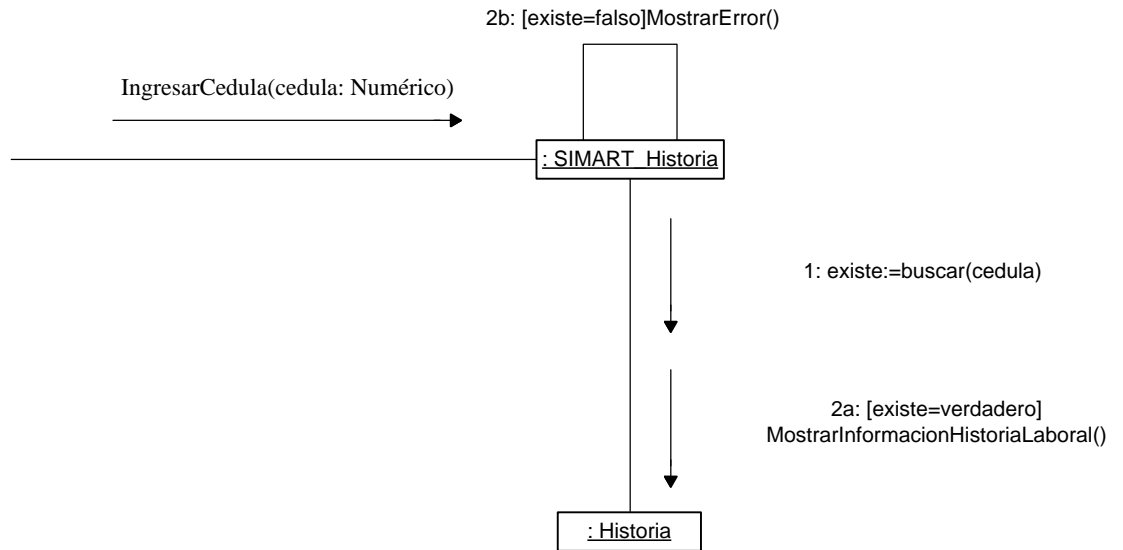 2b: [existe=falso]MostrarError()
IngresarCedula(cedula: Numérico)
: SIMART_Historia
1: existe:=buscar(cedula)
2a: [existe=verdadero]
MostrarInformacionHistoriaLaboral()
: Historia